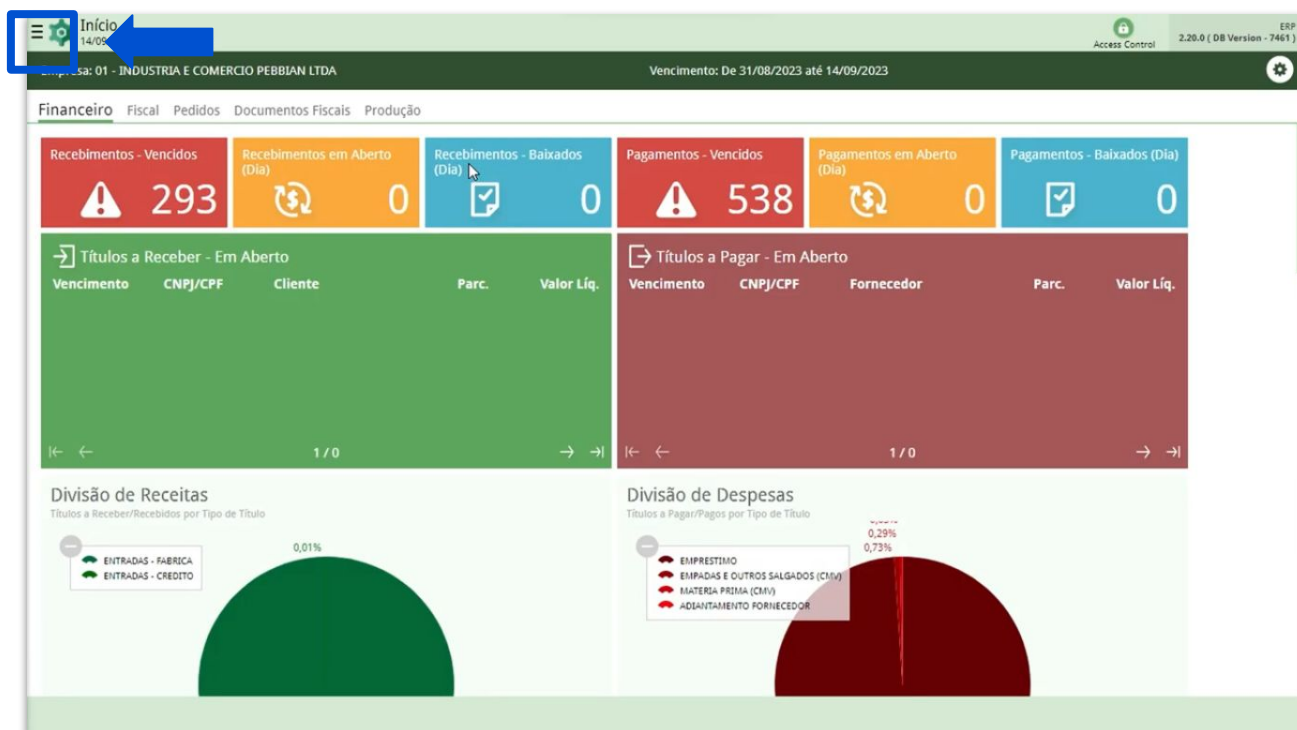 Início
14/09
Access Control
ERP
2.20.0 ( DB Version - 7461 )
Empresa: 01 - INDUSTRIA E COMERCIO PEBBIAN LTDA
Vencimento: De 31/08/2023 até 14/09/2023
Financeiro Fiscal Pedidos Documentos Fiscais Produção
Recebimentos - Vencidos
293
Recebimentos em Aberto
(Dia)
0
Recebimentos - Baixados
(Dia)
0
Pagamentos - Vencidos
538
Pagamentos em Aberto
(Dia)
0
Pagamentos - Baixados (Dia)
0
Títulos a Receber - Em Aberto
Vencimento CNPJ/CPF Cliente Parc. Valor Líq.
1 / 0
Títulos a Pagar - Em Aberto
Vencimento CNPJ/CPF Fornecedor Parc. Valor Líq.
1 / 0
Divisão de Receitas
Títulos a Receber/Recebidos por Tipo de Título
ENTRADAS - FABRICA
ENTRADAS - CREDITO
0,01%
Divisão de Despesas
Títulos a Pagar/Pagos por Tipo de Título
0,29%
0,73%
EMPRESTIMO
EMPADAS E OUTROS SALGADOS (CMV)
MATERIA PRIMA (CMV)
ADIANTAMENTO FORNECEDOR